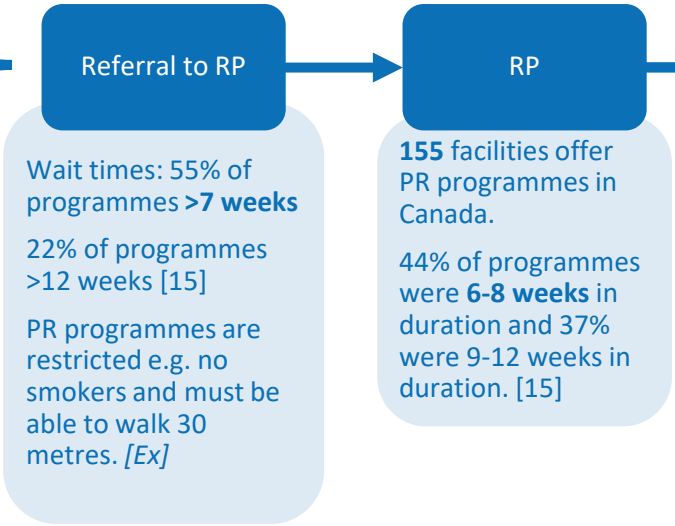 Referral to RP
Wait times: 55% of
programmes >7 weeks
22% of programmes
>12 weeks [15]
PR programmes are
restricted e.g. no
smokers and must be
able to walk 30
metres. [Ex]
RP
155 facilities offer
PR programmes in
Canada.
44% of programmes
were 6-8 weeks in
duration and 37%
were 9-12 weeks in
duration. [15]